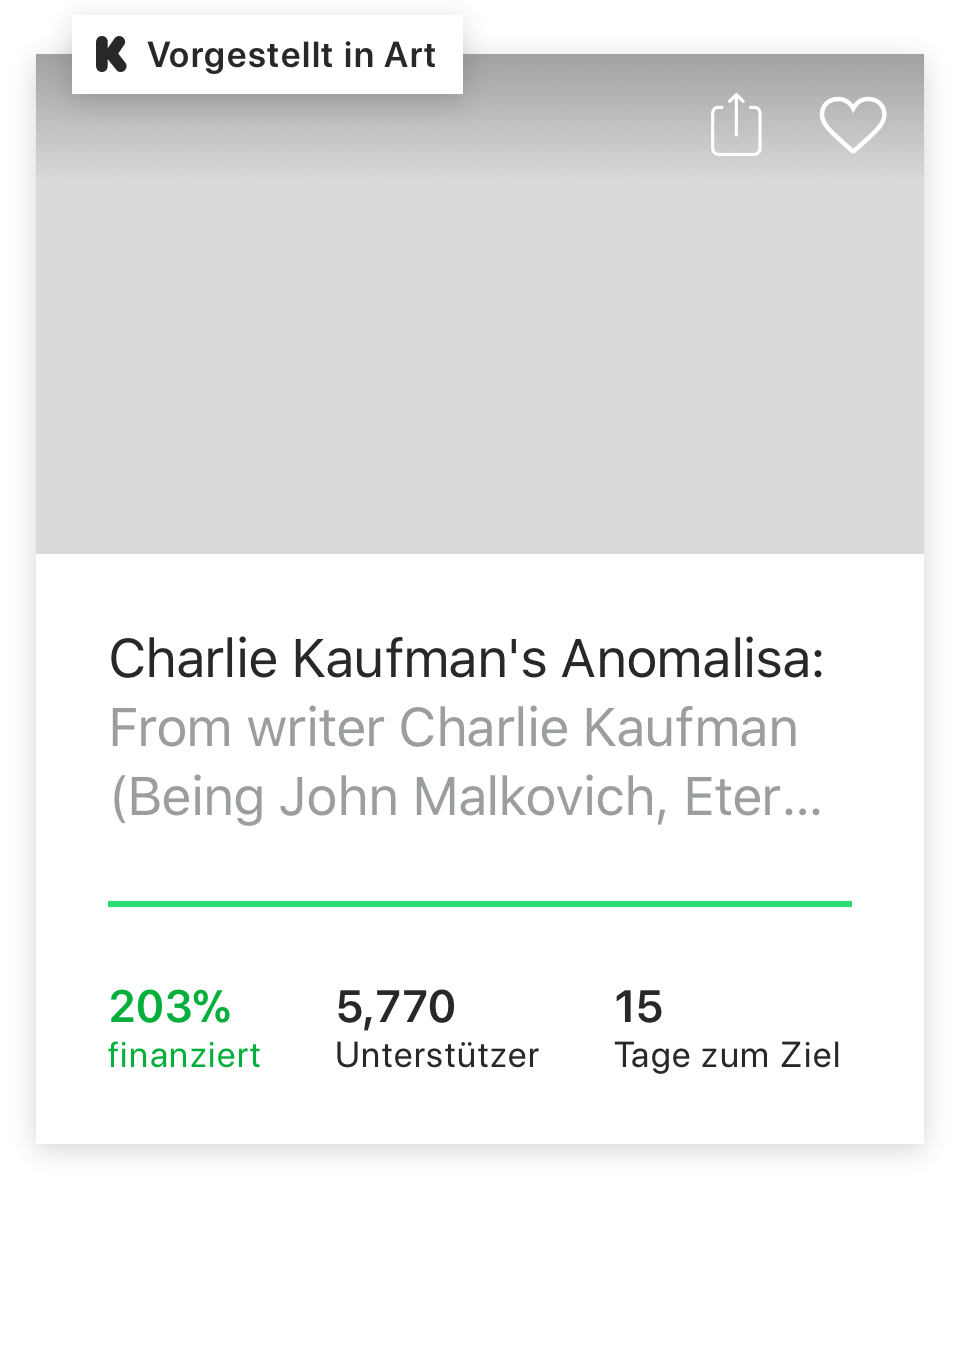 Vorgestellt in Art
Charlie Kaufman's Anomalisa:
From writer Charlie Kaufman
(Being John Malkovich, Eter...
203% 5,770 15
finanziert Unterstützer Tage zum Ziel